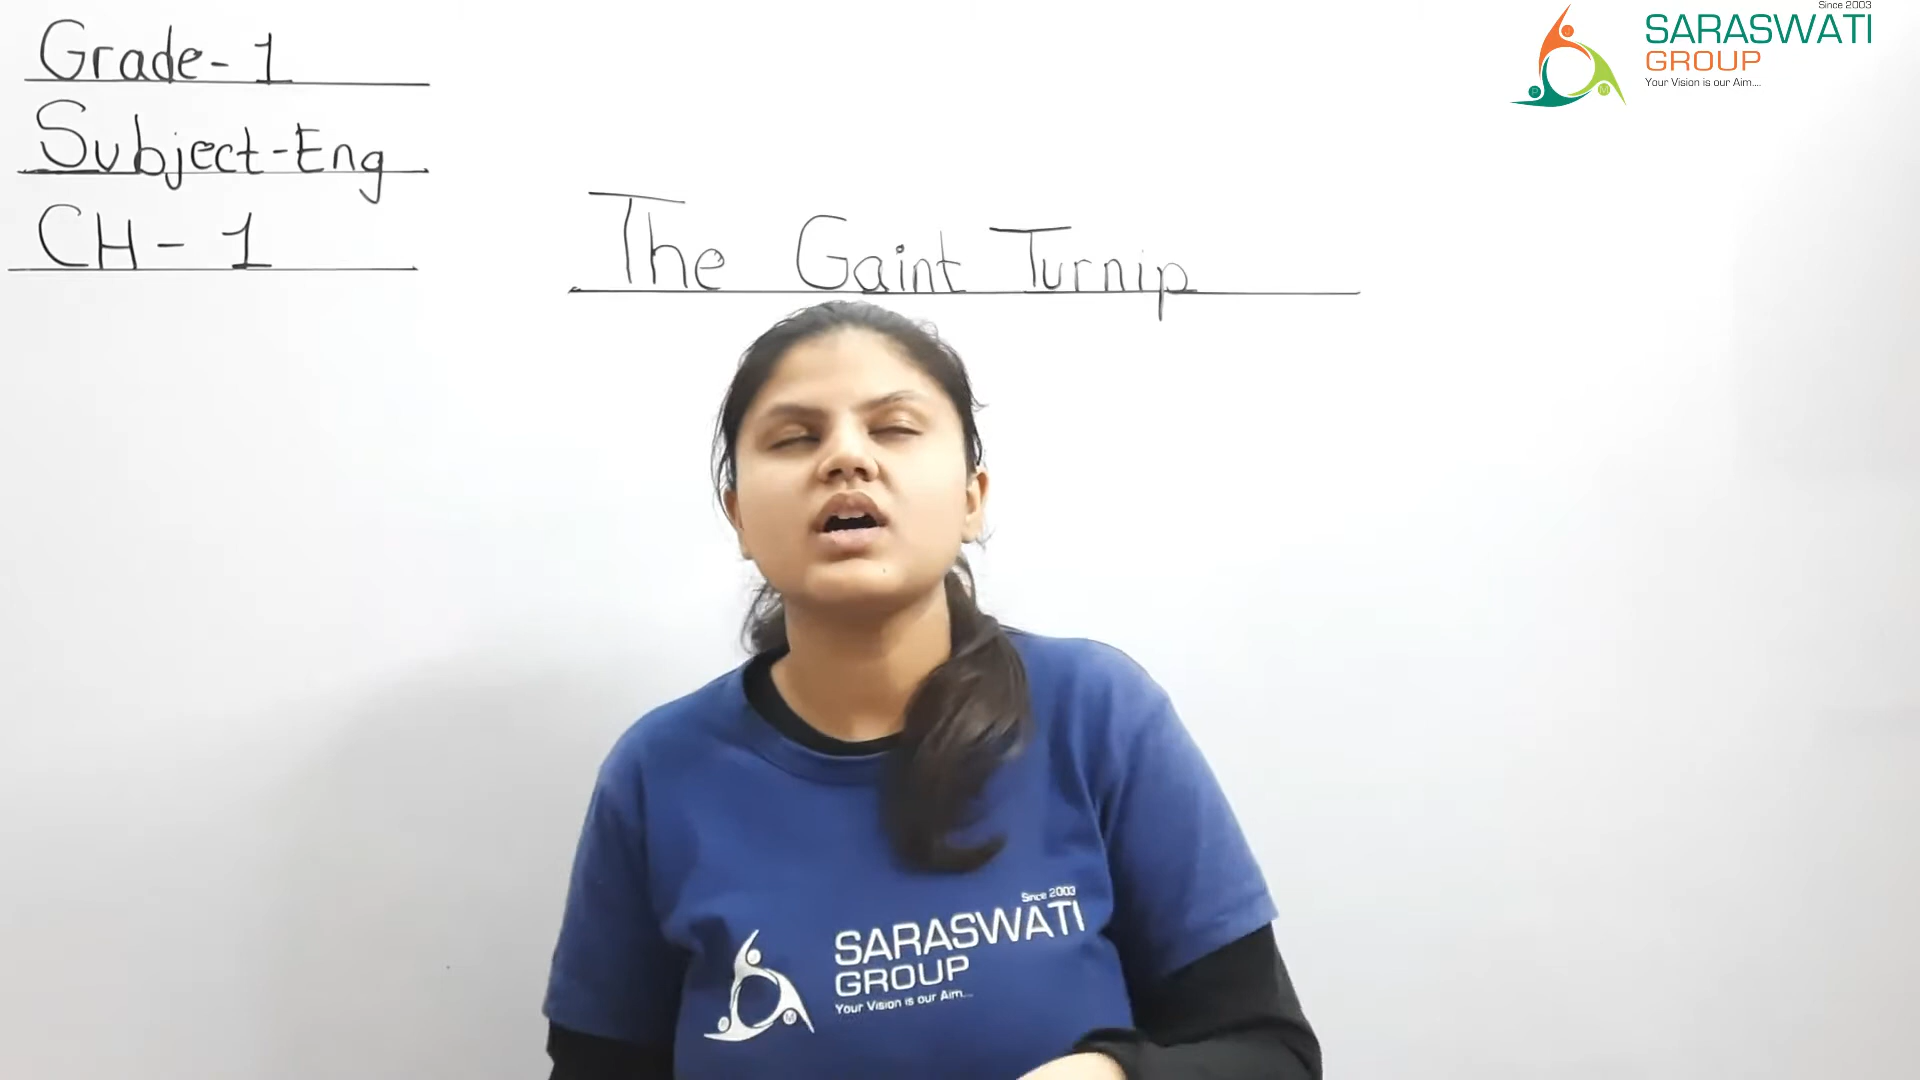 Grade-1
Subject-Eng
CH-1
The Gaint Turnip
Since 2003
SARASWATI
GROUP
Your Vision is our Aim....
Since 2003
SARASWATI
GROUP
Your Vision is our Aim....
P
M